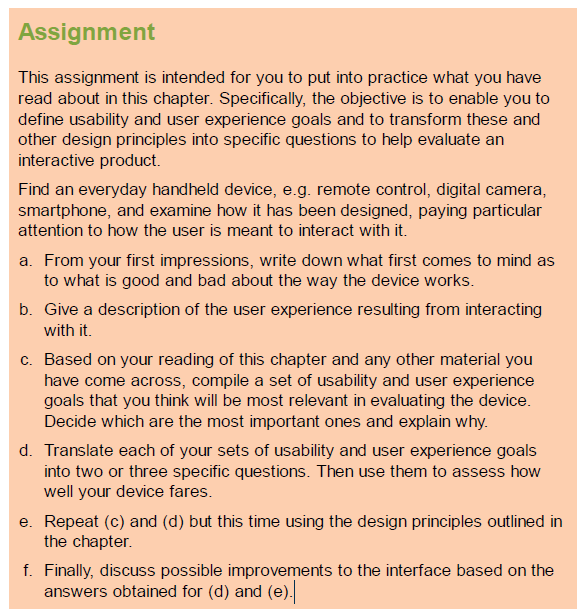 Assignment
This assignment is intended for you to put into practice what you have
read about in this chapter. Specifically, the objective is to enable you to
define usability and user experience goals and to transform these and
other design principles into specific questions to help evaluate an
interactive product.
Find an everyday handheld device, e.g. remote control, digital camera,
smartphone, and examine how it has been designed, paying particular
attention to how the user is meant to interact with it.
a. From your first impressions, write down what first comes to mind as
to what is good and bad about the way the device works.
b. Give a description of the user experience resulting from interacting
with it.
c. Based on your reading of this chapter and any other material you
have come across, compile a set of usability and user experience
goals that you think will be most relevant in evaluating the device.
Decide which are the most important ones and explain why.
d. Translate each of your sets of usability and user experience goals
into two or three specific questions. Then use them to assess how
well your device fares.
e. Repeat (c) and (d) but this time using the design principles outlined in
the chapter.
f. Finally, discuss possible improvements to the interface based on the
answers obtained for (d) and (e).